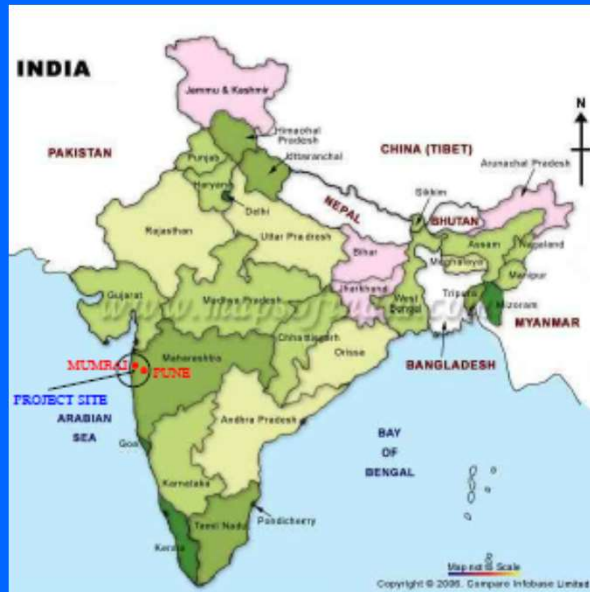 INDIA
Jammu & Kashmir
N
Himachal
Pradesh
PAKISTAN
CHINA (TIBET)
Punjab
Uttaranchal
Arunachal Pradesh
Haryana
Sikkim
NEPAL
Delhi
BHUTAN
Rajasthan
Uttar Pradesh
Assam
Nagaland
Bihar
Meghalaya
Manipur
Jharkhand
Gujarat
Madhya Pradesh
West
Bengal
Tripura
Mizoram
www.mapsofindia.com
MYANMAR
Chhattisgarh
Maharashtra
Orissa
BANGLADESH
MUMBAI
PUNE
PROJECT SITE
ARABIAN
SEA
Andhra Pradesh
BAY
OF
BENGAL
Goa
Karnataka
Pondicherry
Tamil Nadu
Kerala
Map not to Scale
Copyright © 2006, Compare Infobase Limited